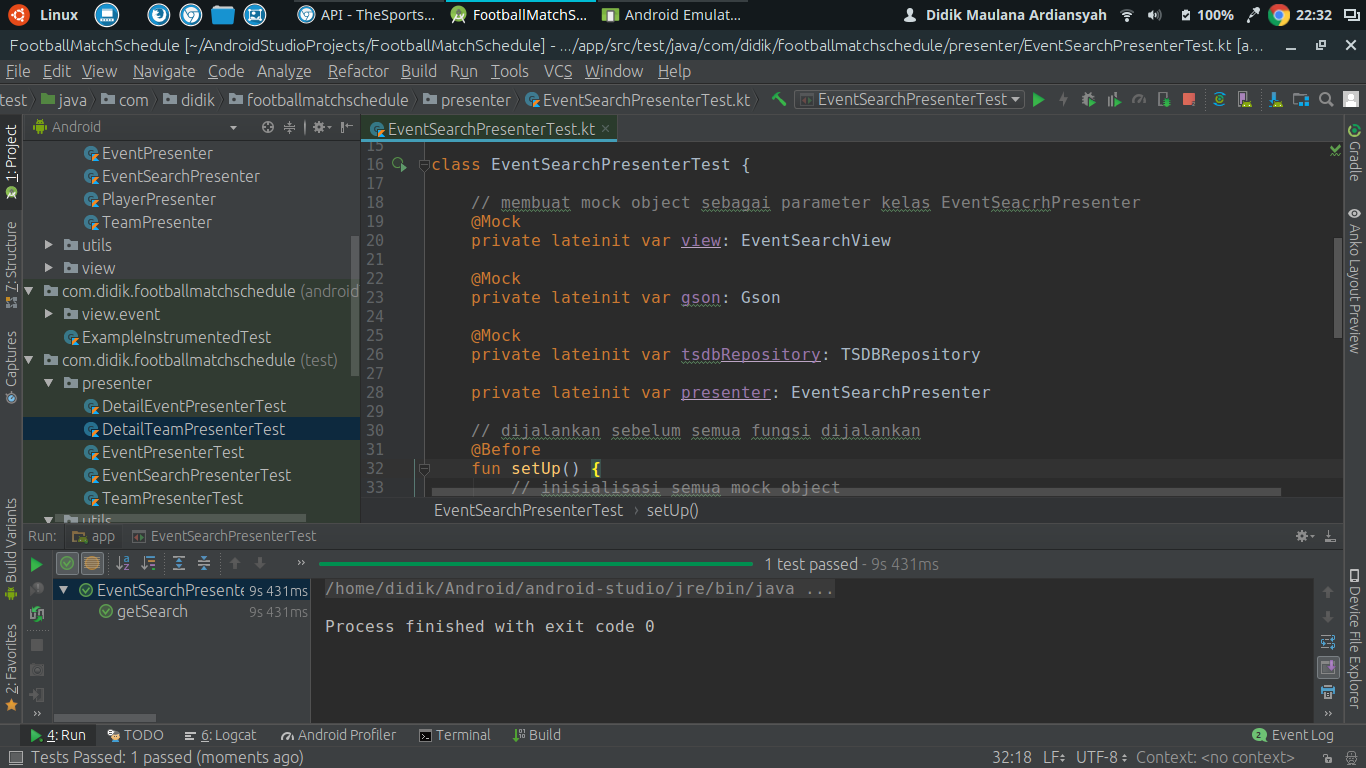 Linux
API - TheSports...
FootballMatchS...
Android Emulat...
Didik Maulana Ardiansyah
100%
22:32
FootballMatchSchedule [~/AndroidStudioProjects/FootballMatchSchedule] - .../app/src/test/java/com/didik/footballmatchschedule/presenter/EventSearchPresenterTest.kt [a...
File Edit View Navigate Code Analyze Refactor Build Run Tools VCS Window Help
test java com didik footballmatchschedule presenter EventSearchPresenterTest.kt
EventSearchPresenterTest
1: Project
7: Structure
Captures
Build Variants
2: Favorites
Android
EventPresenter
EventSearchPresenter
PlayerPresenter
TeamPresenter
utils
view
com.didik.footballmatchschedule (android
view.event
ExampleInstrumentedTest
com.didik.footballmatchschedule (test)
presenter
DetailEventPresenterTest
DetailTeamPresenterTest
EventPresenterTest
EventSearchPresenterTest
TeamPresenterTest
utils
EventSearchPresenterTest.kt
15
16 class EventSearchPresenterTest {
17
18 // membuat mock object sebagai parameter kelas EventSeacrhPresenter
19 @Mock
20 private lateinit var view: EventSearchView
21
22 @Mock
23 private lateinit var gson: Gson
24
25 @Mock
26 private lateinit var tsdbRepository: TSDBRepository
27
28 private lateinit var presenter: EventSearchPresenter
29
30 // dijalankan sebelum semua fungsi dijalankan
31 @Before
32 fun setUp() {
33 // inisialisasi semua mock object
EventSearchPresenterTest › setUp()
Gradle
Anko Layout Preview
Device File Explorer
Run: app EventSearchPresenterTest
»
1 test passed - 9s 431ms
EventSearchPresente 9s 431ms
getSearch 9s 431ms
/home/didik/Android/android-studio/jre/bin/java ...
Process finished with exit code 0
»
»
4: Run TODO 6: Logcat Android Profiler Terminal Build
2 Event Log
Tests Passed: 1 passed (moments ago)
32:18 LF÷ UTF-8÷ Context: <no context>